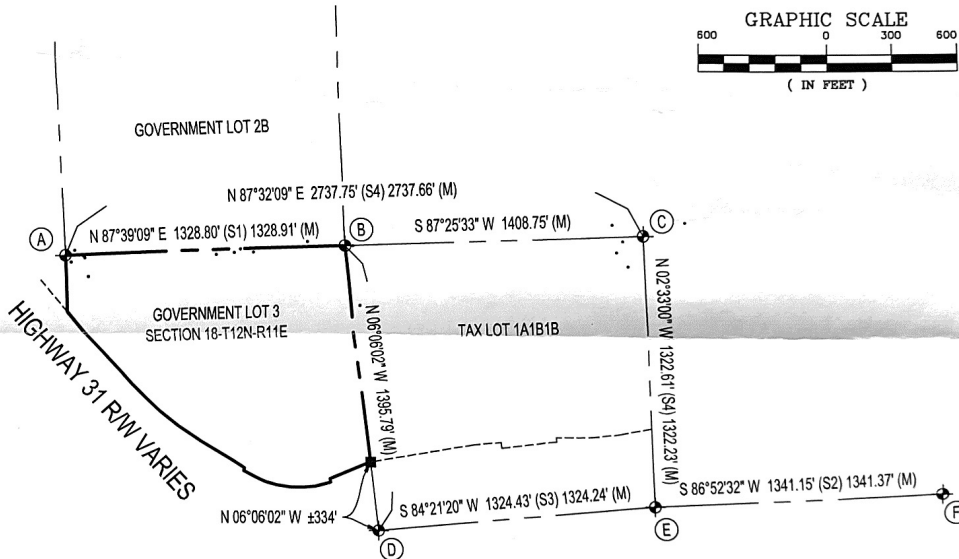 GRAPHIC SCALE
600 0 300 600
( IN FEET )
GOVERNMENT LOT 2B
N 87°32'09" E 2737.75' (S4) 2737.66' (M)
A
N 87°39'09" E 1328.80' (S1) 1328.91' (M)
B
S 87°25'33" W 1408.75' (M)
C
GOVERNMENT LOT 3
SECTION 18-T12N-R11E
TAX LOT 1A1B1B
N 06°06'02" W 1395.79' (M)
N 02°33'00" W 1322.61' (S4) 1322.23' (M)
HIGHWAY 31 R/W VARIES
N 06°06'02" W ±334'
D
S 84°21'20" W 1324.43' (S3) 1324.24' (M)
E
S 86°52'32" W 1341.15' (S2) 1341.37' (M)
F